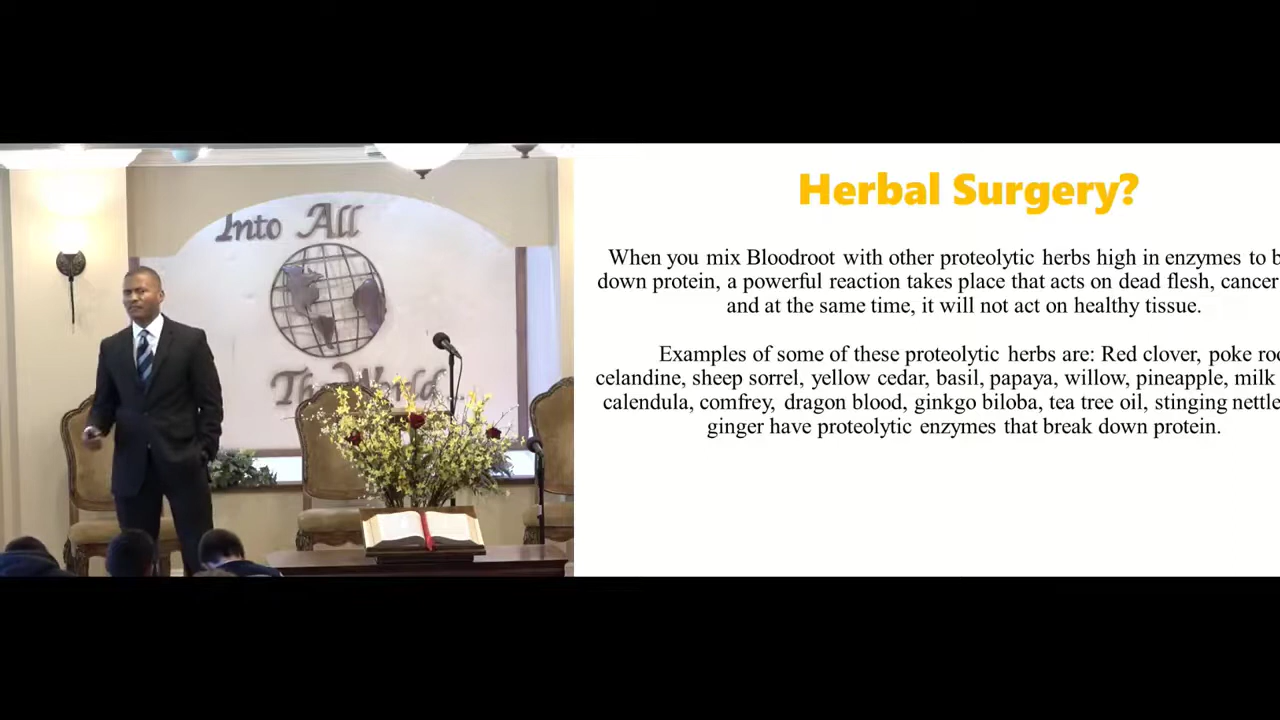 Into All
The World
Herbal Surgery?
When you mix Bloodroot with other proteolytic herbs high in enzymes to b
down protein, a powerful reaction takes place that acts on dead flesh, cancer
and at the same time, it will not act on healthy tissue.
Examples of some of these proteolytic herbs are: Red clover, poke roo
celandine, sheep sorrel, yellow cedar, basil, papaya, willow, pineapple, milk
calendula, comfrey, dragon blood, ginkgo biloba, tea tree oil, stinging nettle
ginger have proteolytic enzymes that break down protein.